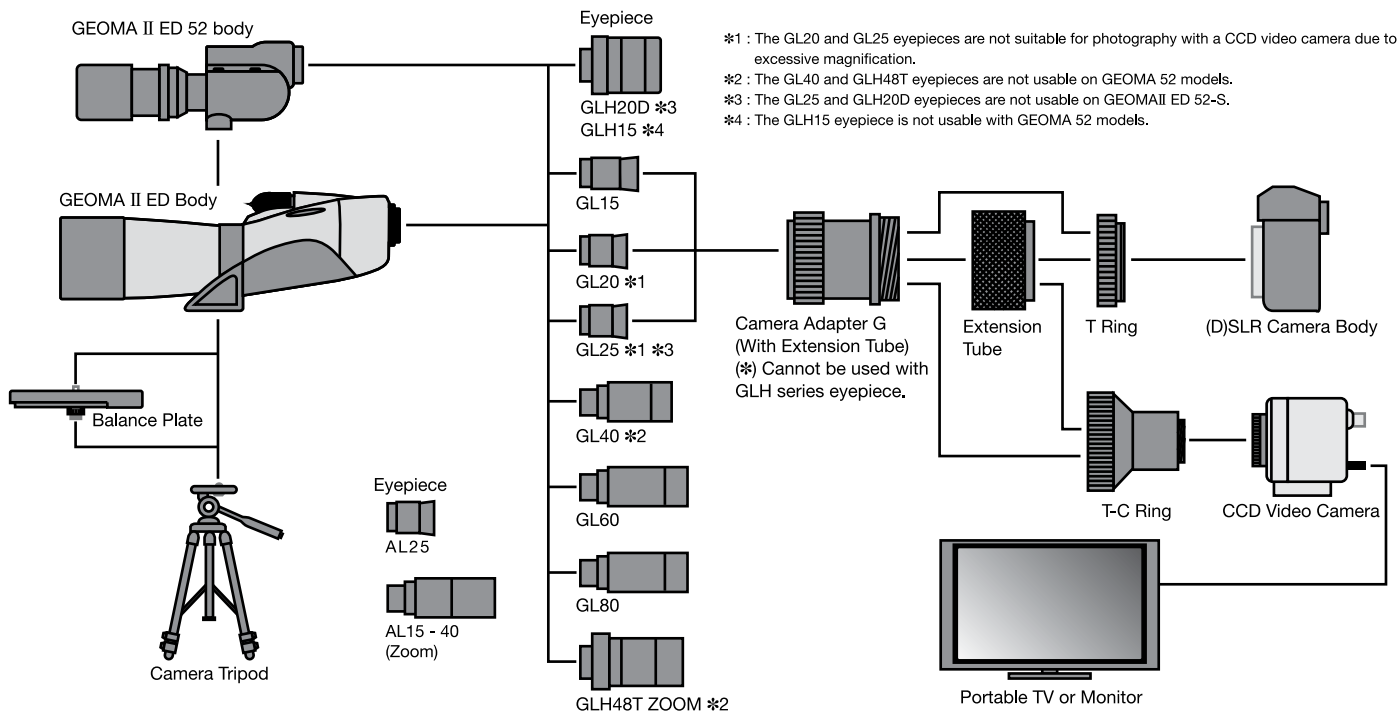 GEOMA II ED 52 body
GEOMA II ED Body
Balance Plate
Camera Tripod
Eyepiece
AL25
AL15 - 40
(Zoom)
Eyepiece
GLH20D ✻3
GLH15 ✻4
GL15
GL20 ✻1
GL25 ✻1 ✻3
GL40 ✻2
GL60
GL80
GLH48T ZOOM ✻2
✻1 : The GL20 and GL25 eyepieces are not suitable for photography with a CCD video camera due to
excessive magnification.
✻2 : The GL40 and GLH48T eyepieces are not usable on GEOMA 52 models.
✻3 : The GL25 and GLH20D eyepieces are not usable on GEOMAII ED 52-S.
✻4 : The GLH15 eyepiece is not usable with GEOMA 52 models.
Camera Adapter G
(With Extension Tube)
(✻) Cannot be used with
GLH series eyepiece.
Extension
Tube
T Ring
(D)SLR Camera Body
T-C Ring
CCD Video Camera
Portable TV or Monitor